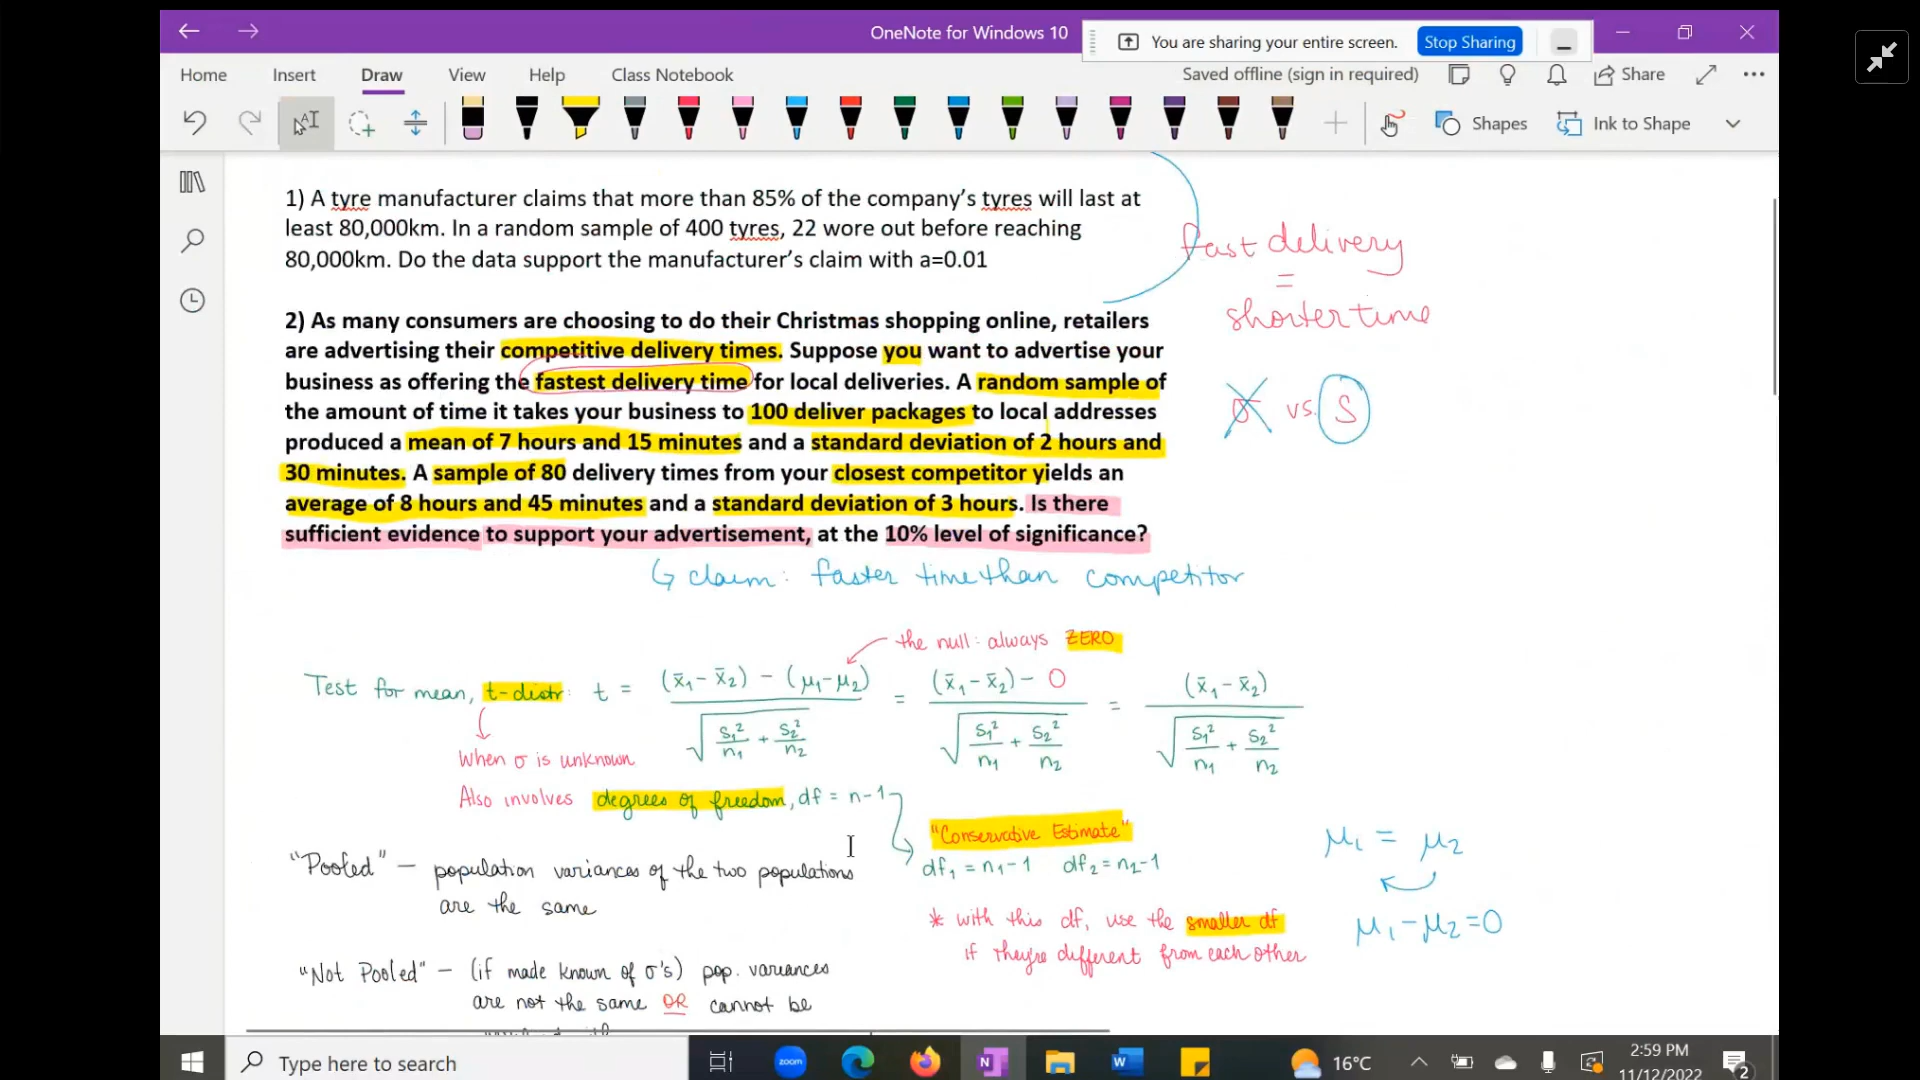 OneNote for Windows 10
You are sharing your entire screen. Stop Sharing
Home Insert Draw View Help Class Notebook
Saved offline (sign in required) Share
Shapes Ink to Shape
1) A tyre manufacturer claims that more than 85% of the company's tyres will last at
least 80,000km. In a random sample of 400 tyres, 22 wore out before reaching
80,000km. Do the data support the manufacturer's claim with a=0.01
fast delivery
=
shorter time
2) As many consumers are choosing to do their Christmas shopping online, retailers
are advertising their competitive delivery times. Suppose you want to advertise your
business as offering the fastest delivery time for local deliveries. A random sample of
the amount of time it takes your business to 100 deliver packages to local addresses
produced a mean of 7 hours and 15 minutes and a standard deviation of 2 hours and
30 minutes. A sample of 80 delivery times from your closest competitor yields an
average of 8 hours and 45 minutes and a standard deviation of 3 hours. Is there
sufficient evidence to support your advertisement, at the 10% level of significance?
σ vs. S
↳ claim: faster time than competitor
the null: always ZERO
Test for mean, t-distr: t = (x̄₁ - x̄₂) - (μ₁-μ₂) / √(s₁²/n₁ + s₂²/n₂) = (x̄₁-x̄₂) - 0 / √(s₁²/n₁ + s₂²/n₂) = (x̄₁-x̄₂) / √(s₁²/n₁ + s₂²/n₂)
When σ is unknown
Also involves degrees of freedom, df = n-1
"Conservative Estimate"
df₁ = n₁-1 df₂ = n₂-1
* with this df, use the smaller df
if they're different from each other
μ₁ = μ₂
μ₁-μ₂=0
"Pooled" — population variances of the two populations
are the same
"Not Pooled" — (if made known of σ's) pop. variances
are not the same OR cannot be
Type here to search
zoom
16°C
2:59 PM
11/12/2022
2